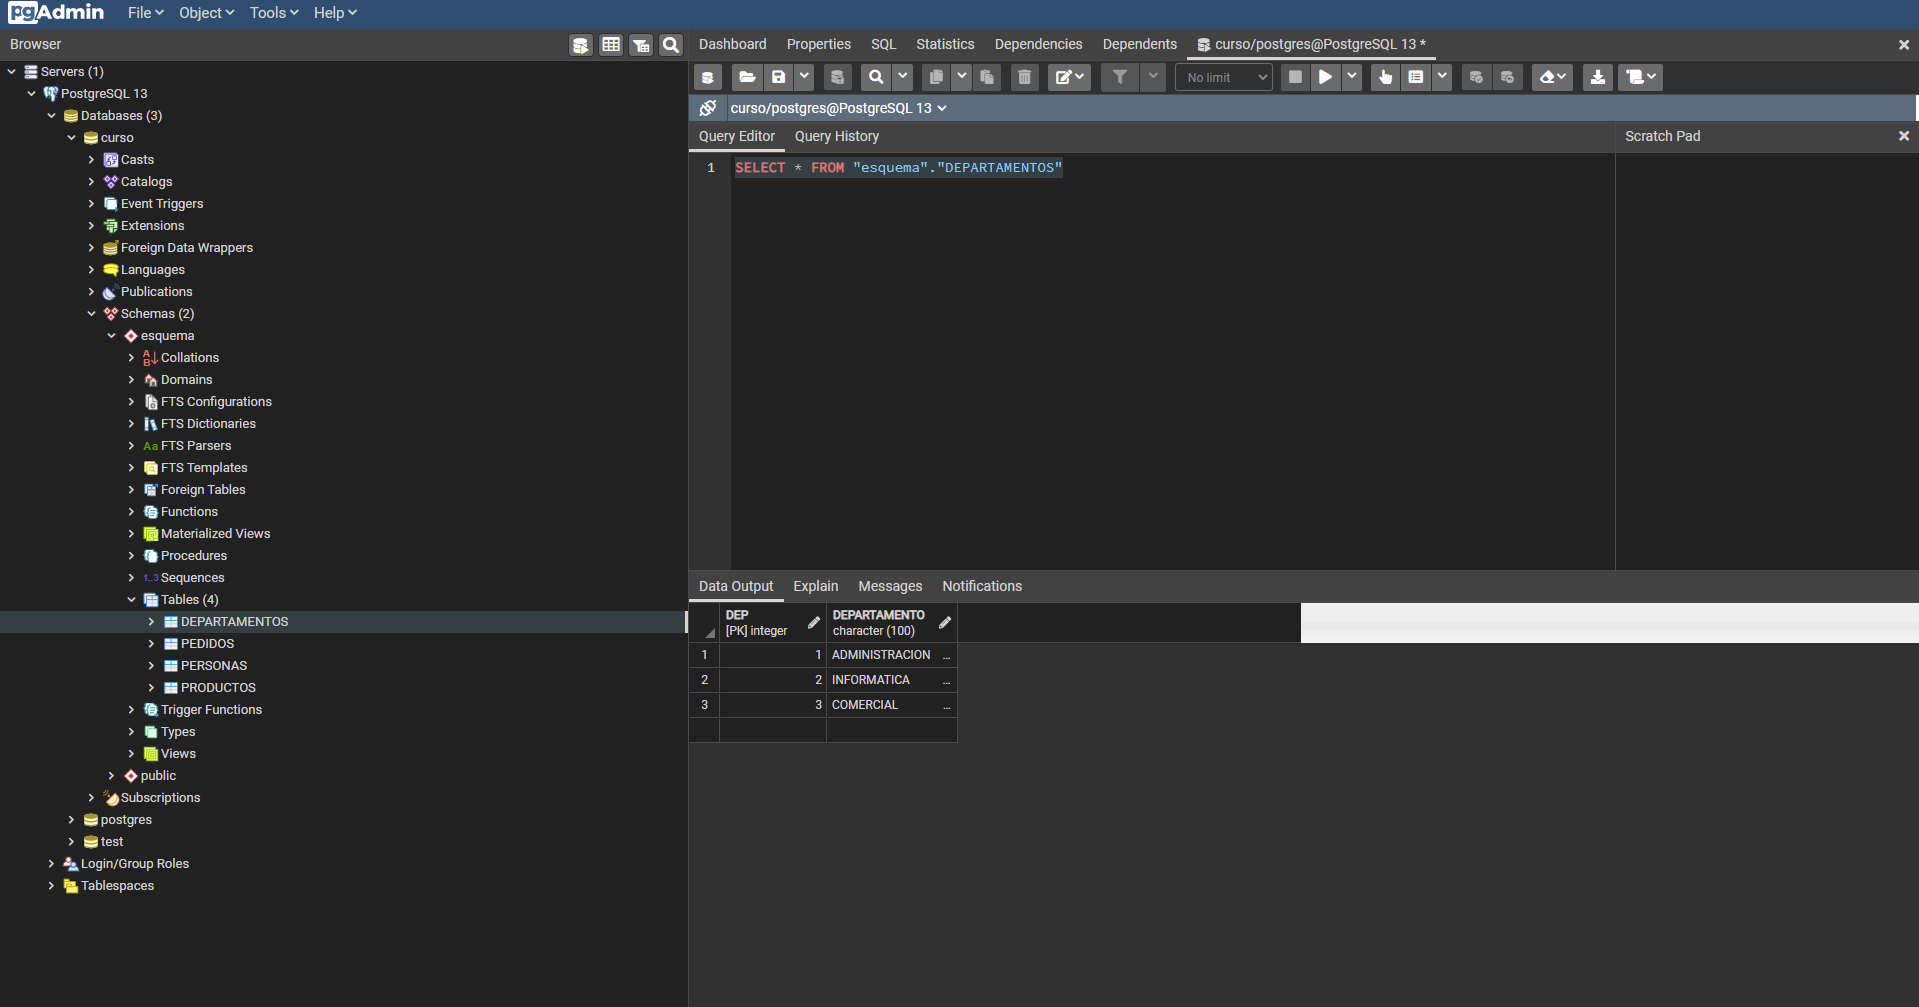 pgAdmin File Object Tools Help
Browser
Dashboard Properties SQL Statistics Dependencies Dependents curso/postgres@PostgreSQL 13 *
No limit
curso/postgres@PostgreSQL 13
Query Editor Query History
Scratch Pad
1 SELECT * FROM "esquema"."DEPARTAMENTOS"
Servers (1)
PostgreSQL 13
Databases (3)
curso
Casts
Catalogs
Event Triggers
Extensions
Foreign Data Wrappers
Languages
Publications
Schemas (2)
esquema
Collations
Domains
FTS Configurations
FTS Dictionaries
Aa FTS Parsers
FTS Templates
Foreign Tables
Functions
Materialized Views
Procedures
1..3 Sequences
Tables (4)
DEPARTAMENTOS
PEDIDOS
PERSONAS
PRODUCTOS
Trigger Functions
Types
Views
public
Subscriptions
postgres
test
Login/Group Roles
Tablespaces
Data Output Explain Messages Notifications
DEP DEPARTAMENTO
[PK] integer character (100)
1 1 ADMINISTRACION ...
2 2 INFORMATICA ...
3 3 COMERCIAL ...